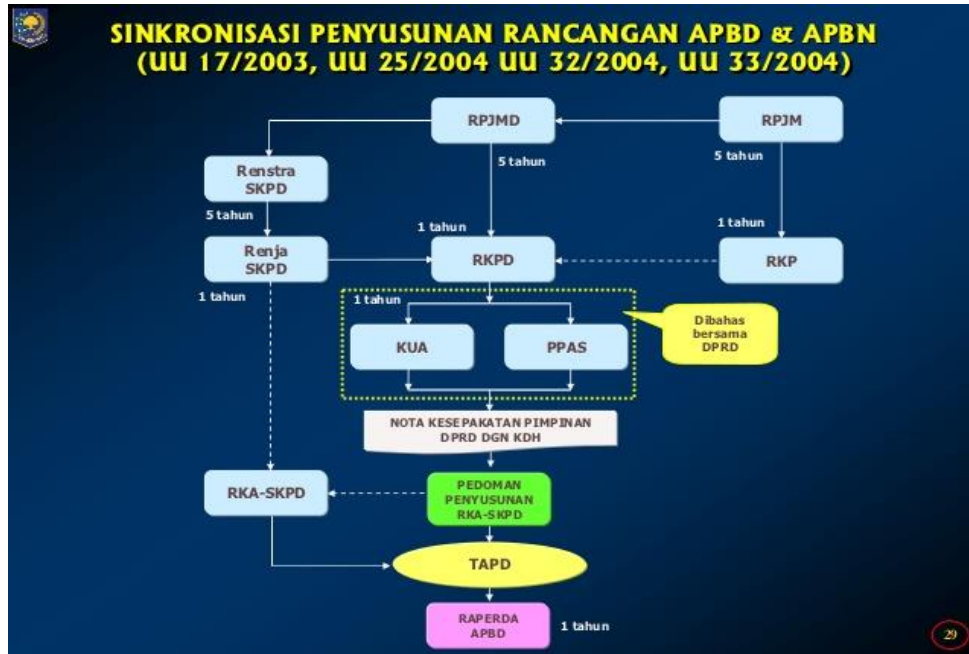 SINKRONISASI PENYUSUNAN RANCANGAN APBD & APBN
(UU 17/2003, UU 25/2004 UU 32/2004, UU 33/2004)
RPJMD
RPJM
5 tahun
5 tahun
Renstra
SKPD
5 tahun
1 tahun
1 tahun
Renja
SKPD
RKPD
RKP
1 tahun
1 tahun
Dibahas
bersama
DPRD
KUA
PPAS
NOTA KESEPAKATAN PIMPINAN
DPRD DGN KDH
RKA-SKPD
PEDOMAN
PENYUSUNAN
RKA-SKPD
TAPD
RAPERDA
APBD
1 tahun
29